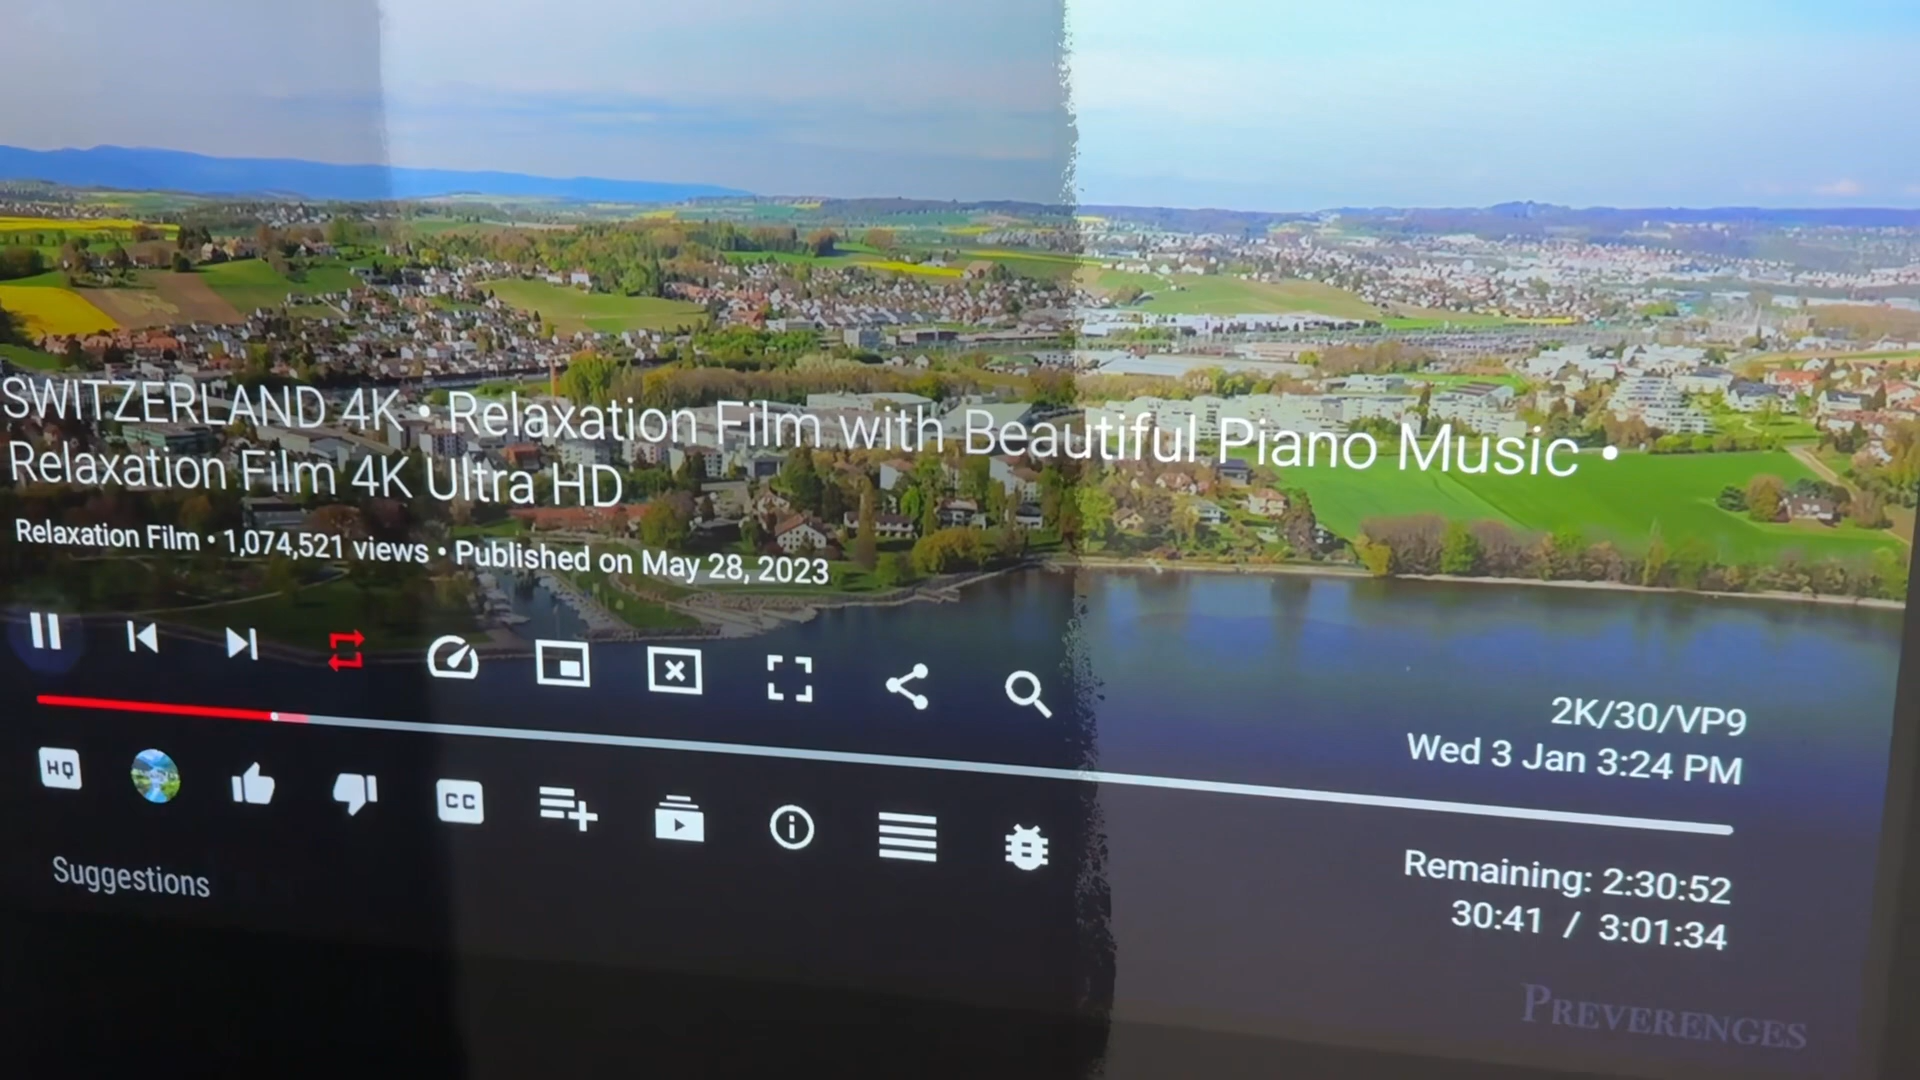 SWITZERLAND 4K • Relaxation Film with Beautiful Piano Music •
Relaxation Film 4K Ultra HD
Relaxation Film • 1,074,521 views • Published on May 28, 2023
2K/30/VP9
Wed 3 Jan 3:24 PM
HQ
CC
Remaining: 2:30:52
30:41 / 3:01:34
Suggestions
PREVERENGES